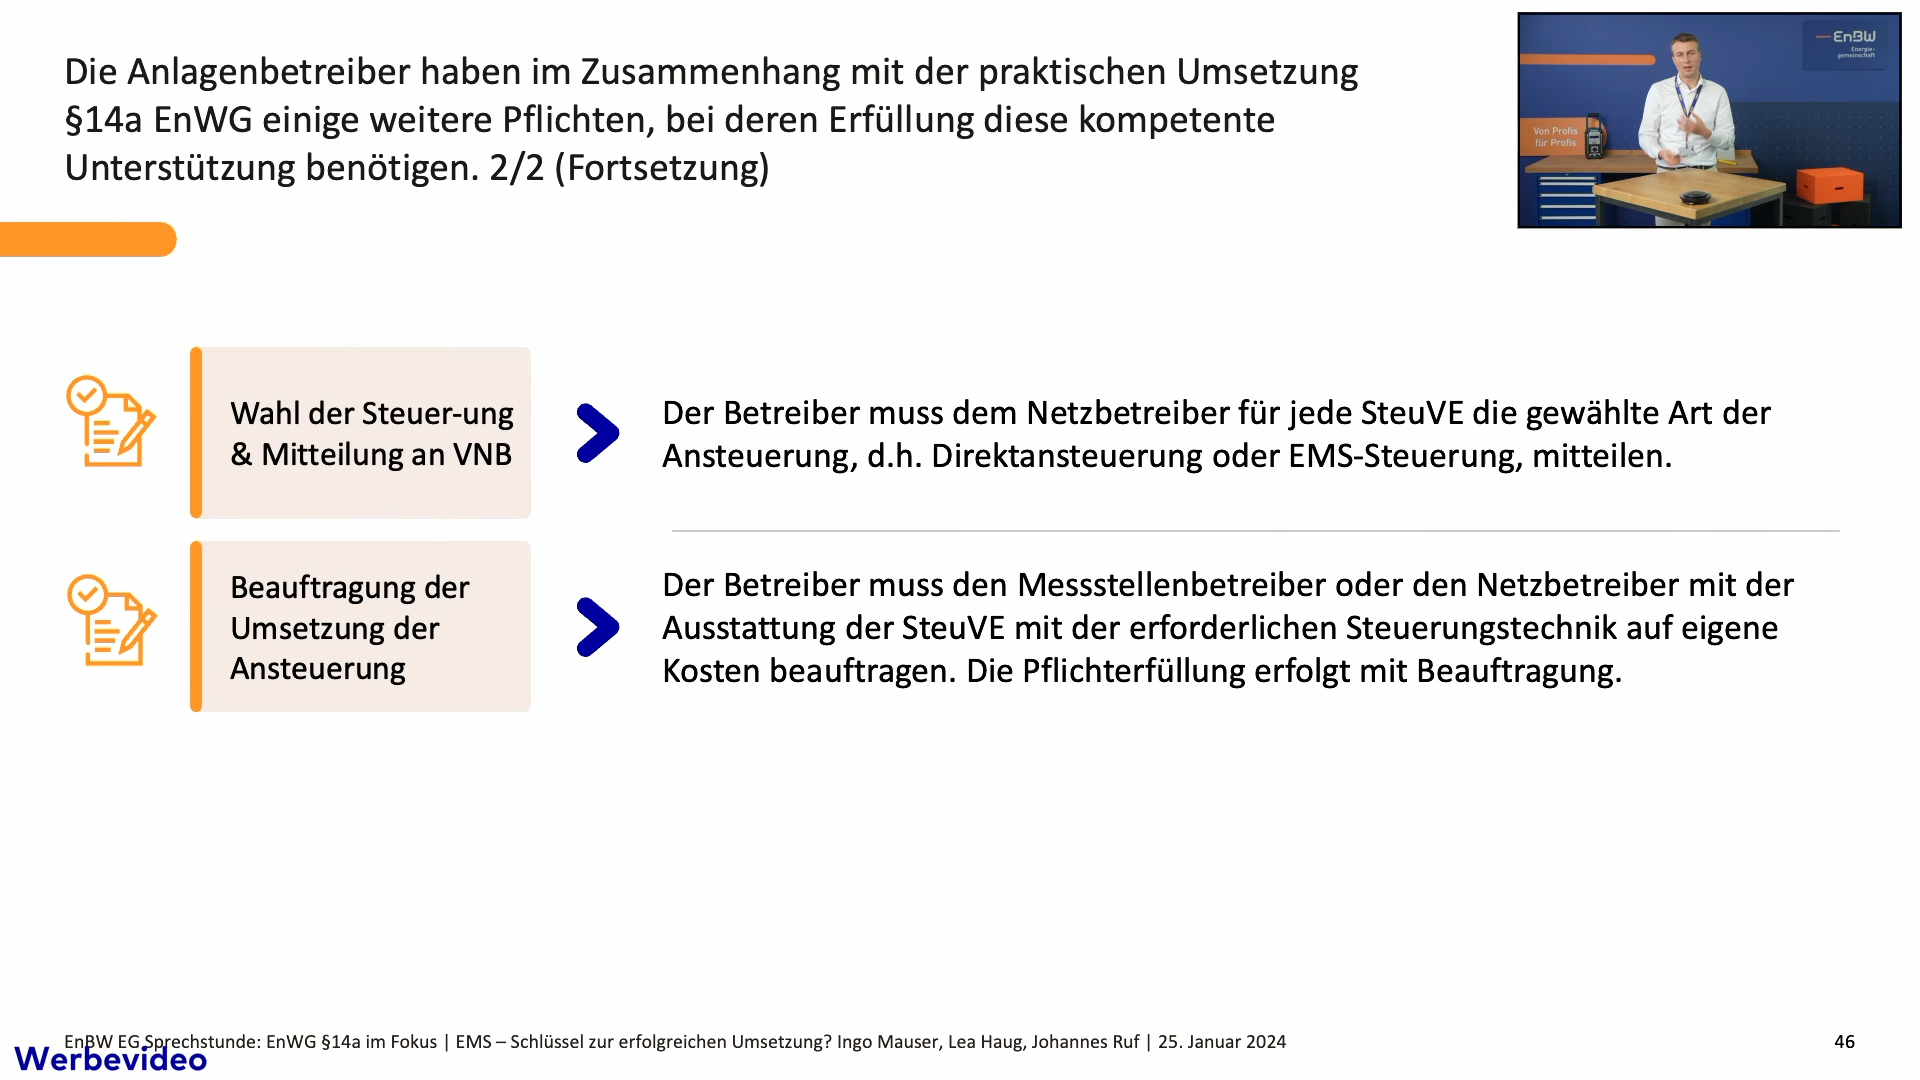 Die Anlagenbetreiber haben im Zusammenhang mit der praktischen Umsetzung
§14a EnWG einige weitere Pflichten, bei deren Erfüllung diese kompetente
Unterstützung benötigen. 2/2 (Fortsetzung)
EnBW
Energie-
gemeinschaft
Von Profis
für Profis
Wahl der Steuer-ung
& Mitteilung an VNB
Der Betreiber muss dem Netzbetreiber für jede SteuVE die gewählte Art der
Ansteuerung, d.h. Direktansteuerung oder EMS-Steuerung, mitteilen.
Beauftragung der
Umsetzung der
Ansteuerung
Der Betreiber muss den Messstellenbetreiber oder den Netzbetreiber mit der
Ausstattung der SteuVE mit der erforderlichen Steuerungstechnik auf eigene
Kosten beauftragen. Die Pflichterfüllung erfolgt mit Beauftragung.
EnBW EG Sprechstunde: EnWG §14a im Fokus | EMS – Schlüssel zur erfolgreichen Umsetzung? Ingo Mauser, Lea Haug, Johannes Ruf | 25. Januar 2024
46
Werbevideo